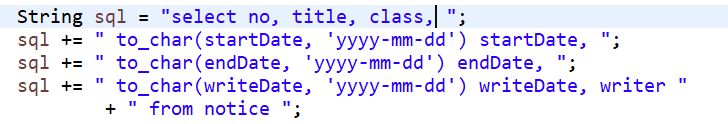 String sql = "select no, title, class, ";
sql += " to_char(startDate, 'yyyy-mm-dd') startDate, ";
sql += " to_char(endDate, 'yyyy-mm-dd') endDate, ";
sql += " to_char(writeDate, 'yyyy-mm-dd') writeDate, writer "
+ " from notice ";